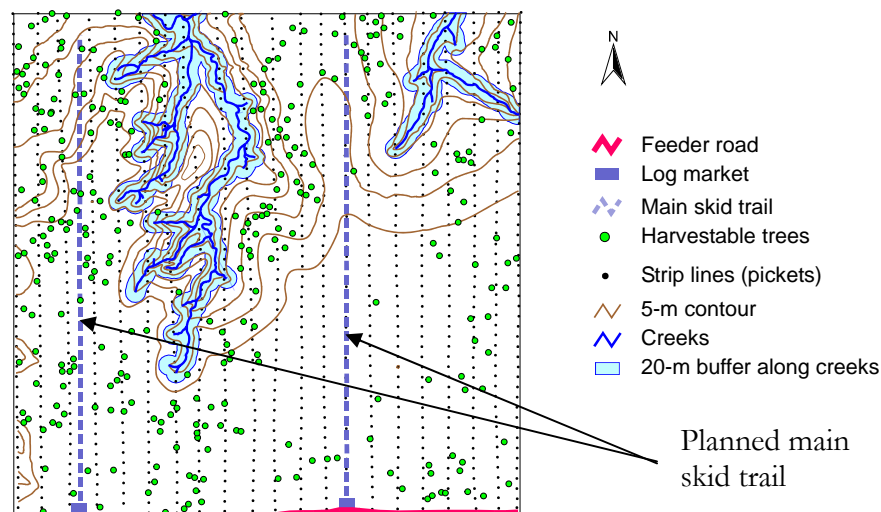 N
Feeder road
Log market
Main skid trail
Harvestable trees
Strip lines (pickets)
5-m contour
Creeks
20-m buffer along creeks
Planned main
skid trail